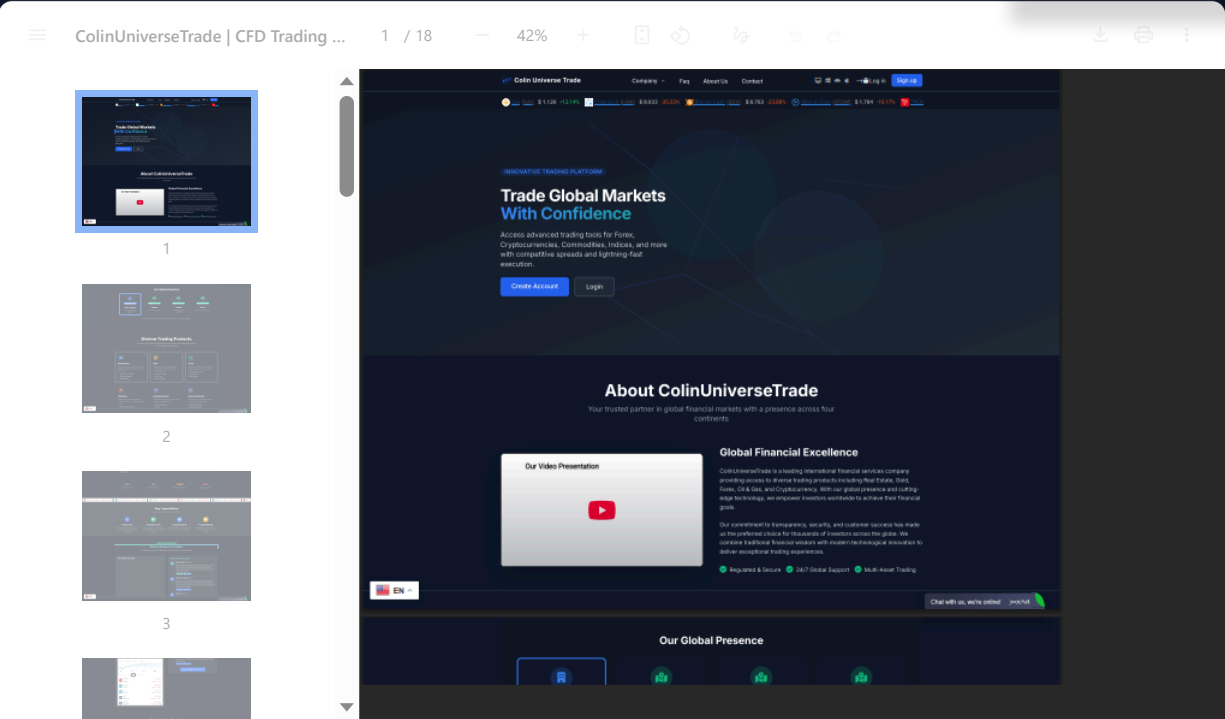 ColinUniverseTrade | CFD Trading ...
1 / 18
42%
1
2
3
Colin Universe Trade
Company
Faq
About Us
Contact
Log in
Sign up
$ 1.126 +12.14%
$ 8.833
$ 8.763 -23.88%
$ 1.784 -19.17%
INNOVATIVE TRADING PLATFORM
Trade Global Markets
With Confidence
Access advanced trading tools for Forex,
Cryptocurrencies, Commodities, Indices, and more
with competitive spreads and lightning-fast
execution.
Create Account
Login
About ColinUniverseTrade
Your trusted partner in global financial markets with a presence across four
continents
Our Video Presentation
Global Financial Excellence
ColinUniverseTrade is a leading international financial services company
providing access to diverse trading products including Real Estate, Gold,
Forex, Oil & Gas, and Cryptocurrency. With our global presence and cutting-
edge technology, we empower investors worldwide to achieve their financial
goals.
Our commitment to transparency, security, and customer success has made
us the preferred choice for thousands of investors across the globe. We
combine traditional financial wisdom with modern technological innovation to
deliver exceptional trading experiences.
Regulated & Secure
24/7 Global Support
Multi-Asset Trading
EN
Chat with us, we're online!
jivochat
Our Global Presence